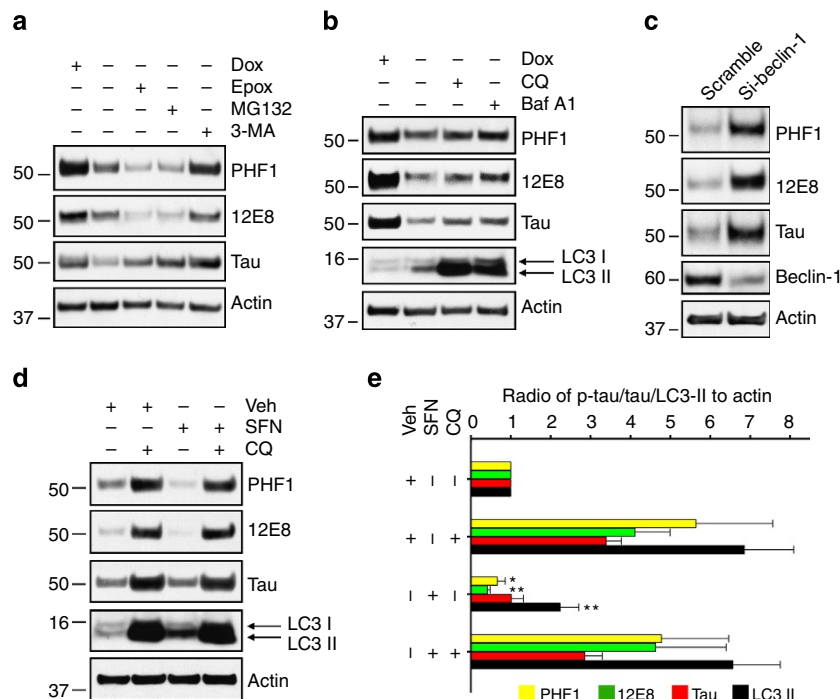 a
+ − − − − Dox
− − + − − Epox
− − − + − MG132
− − − − + 3-MA
50 PHF1
50 12E8
50 Tau
Actin
37
b
+ − − − Dox
− − + − CQ
− − − + Baf A1
50 PHF1
50 12E8
50 Tau
16 LC3 I
LC3 II
Actin
37
c
Scramble
Si-beclin-1
50 PHF1
50 12E8
50 Tau
60 Beclin-1
Actin
37
d
+ + − − Veh
− − + + SFN
− + − + CQ
50 PHF1
50 12E8
50 Tau
16 LC3 I
LC3 II
Actin
37
e
Radio of p-tau/tau/LC3-II to actin
Veh SFN CQ 0 1 2 3 4 5 6 7 8
+ − −
+ − +
− + − *
**
**
− + +
PHF1 12E8 Tau LC3 II